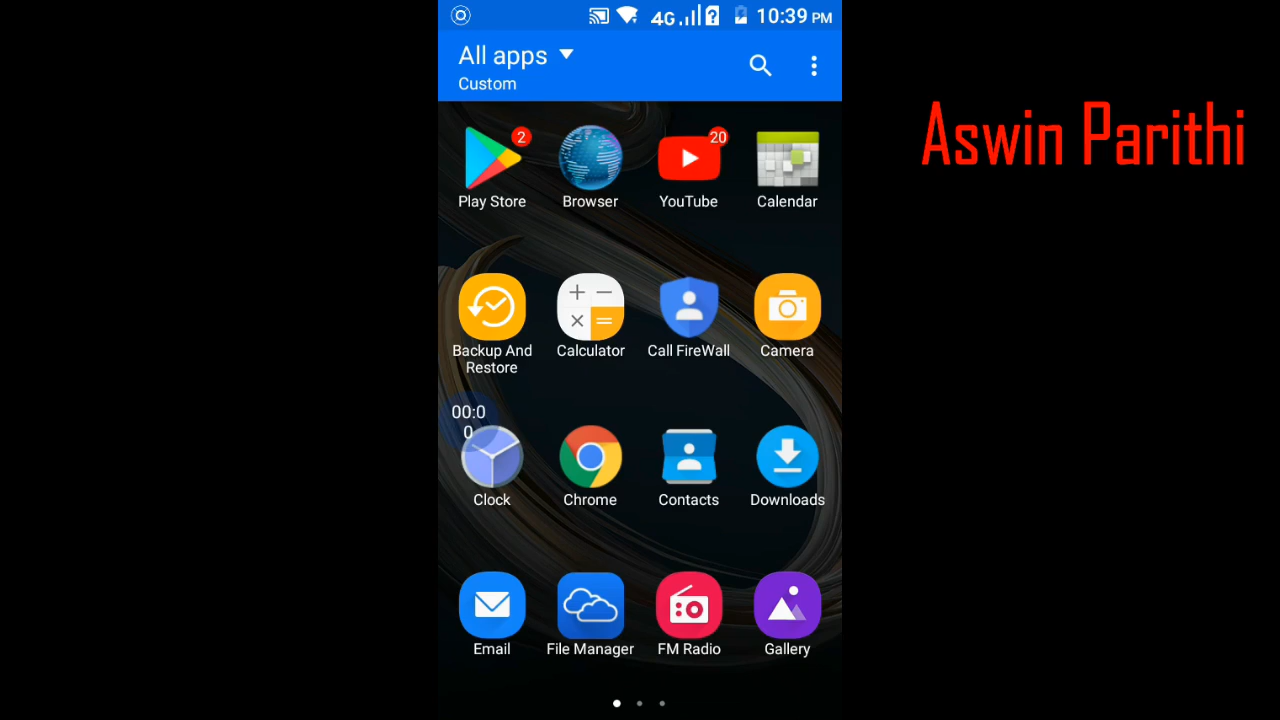 4G 10:39 PM
All apps
Custom
Aswin Parithi
2
20
Play Store
Browser
YouTube
Calendar
Backup And
Restore
Calculator
Call FireWall
Camera
00:0
0
Clock
Chrome
Contacts
Downloads
Email
File Manager
FM Radio
Gallery